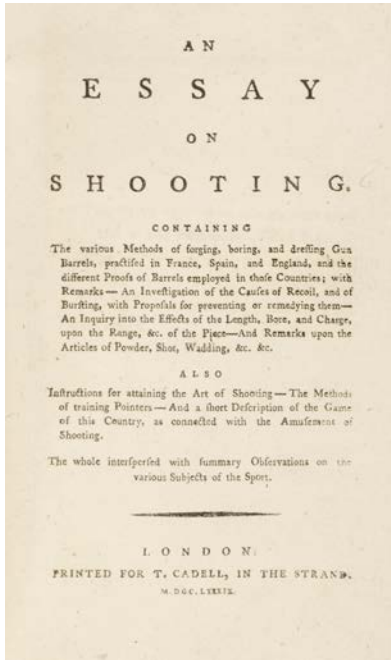 AN
ESSAY
ON
SHOOTING.
CONTAINING
The various Methods of forging, boring, and dreſſing Gun
Barrels, practiſed in France, Spain, and England, and the
different Proofs of Barrels employed in thoſe Countries; with
Remarks — An Inveſtigation of the Cauſes of Recoil, and of
Burſting, with Propoſals for preventing or remedying them—
An Inquiry into the Effects of the Length, Bore, and Charge,
upon the Range, &c. of the Piece—And Remarks upon the
Articles of Powder, Shot, Wadding, &c. &c.
ALSO
Inſtructions for attaining the Art of Shooting — The Methods
of training Pointers — And a ſhort Deſcription of the Game
of this Country, as connected with the Amuſement of
Shooting.
The whole interſperſed with ſummary Obſervations on the
various Subjects of the Sport.
LONDON:
PRINTED FOR T. CADELL, IN THE STRAND.
M.DCC.LXXXIX.